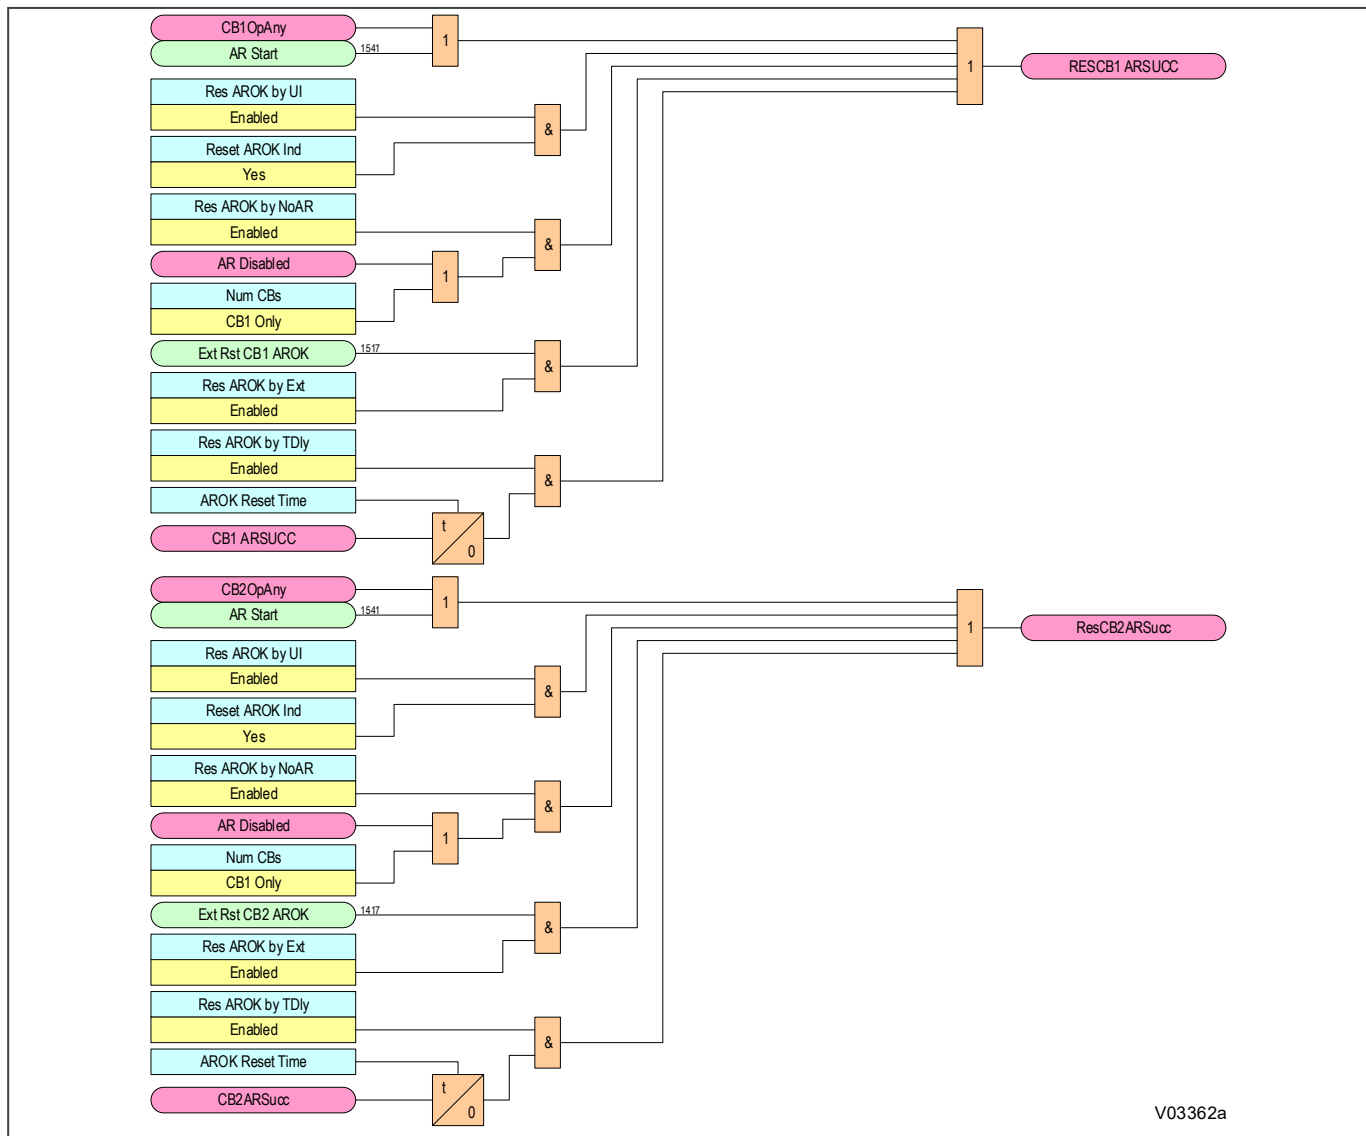 CB1OpAny
AR Start
1541
1
Res AROK by UI
Enabled
Reset AROK Ind
Yes
&
Res AROK by NoAR
Enabled
AR Disabled
Num CBs
CB1 Only
1
&
Ext Rst CB1 AROK
1517
Res AROK by Ext
Enabled
&
Res AROK by TDly
Enabled
AROK Reset Time
CB1 ARSUCC
t
0
&
1
RESCB1 ARSUCC
CB2OpAny
AR Start
1541
1
Res AROK by UI
Enabled
Reset AROK Ind
Yes
&
Res AROK by NoAR
Enabled
AR Disabled
Num CBs
CB1 Only
1
&
Ext Rst CB2 AROK
1417
Res AROK by Ext
Enabled
&
Res AROK by TDly
Enabled
AROK Reset Time
CB2ARSucc
t
0
&
1
ResCB2ARSucc
V03362a